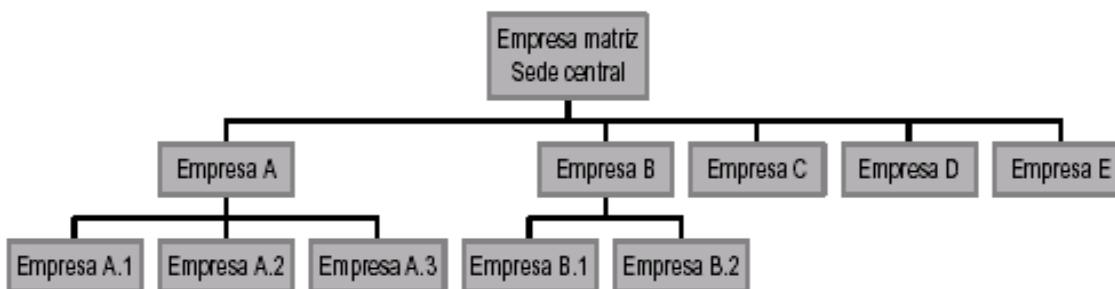 Empresa matriz
Sede central
Empresa A
Empresa B
Empresa C
Empresa D
Empresa E
Empresa A.1
Empresa A.2
Empresa A.3
Empresa B.1
Empresa B.2